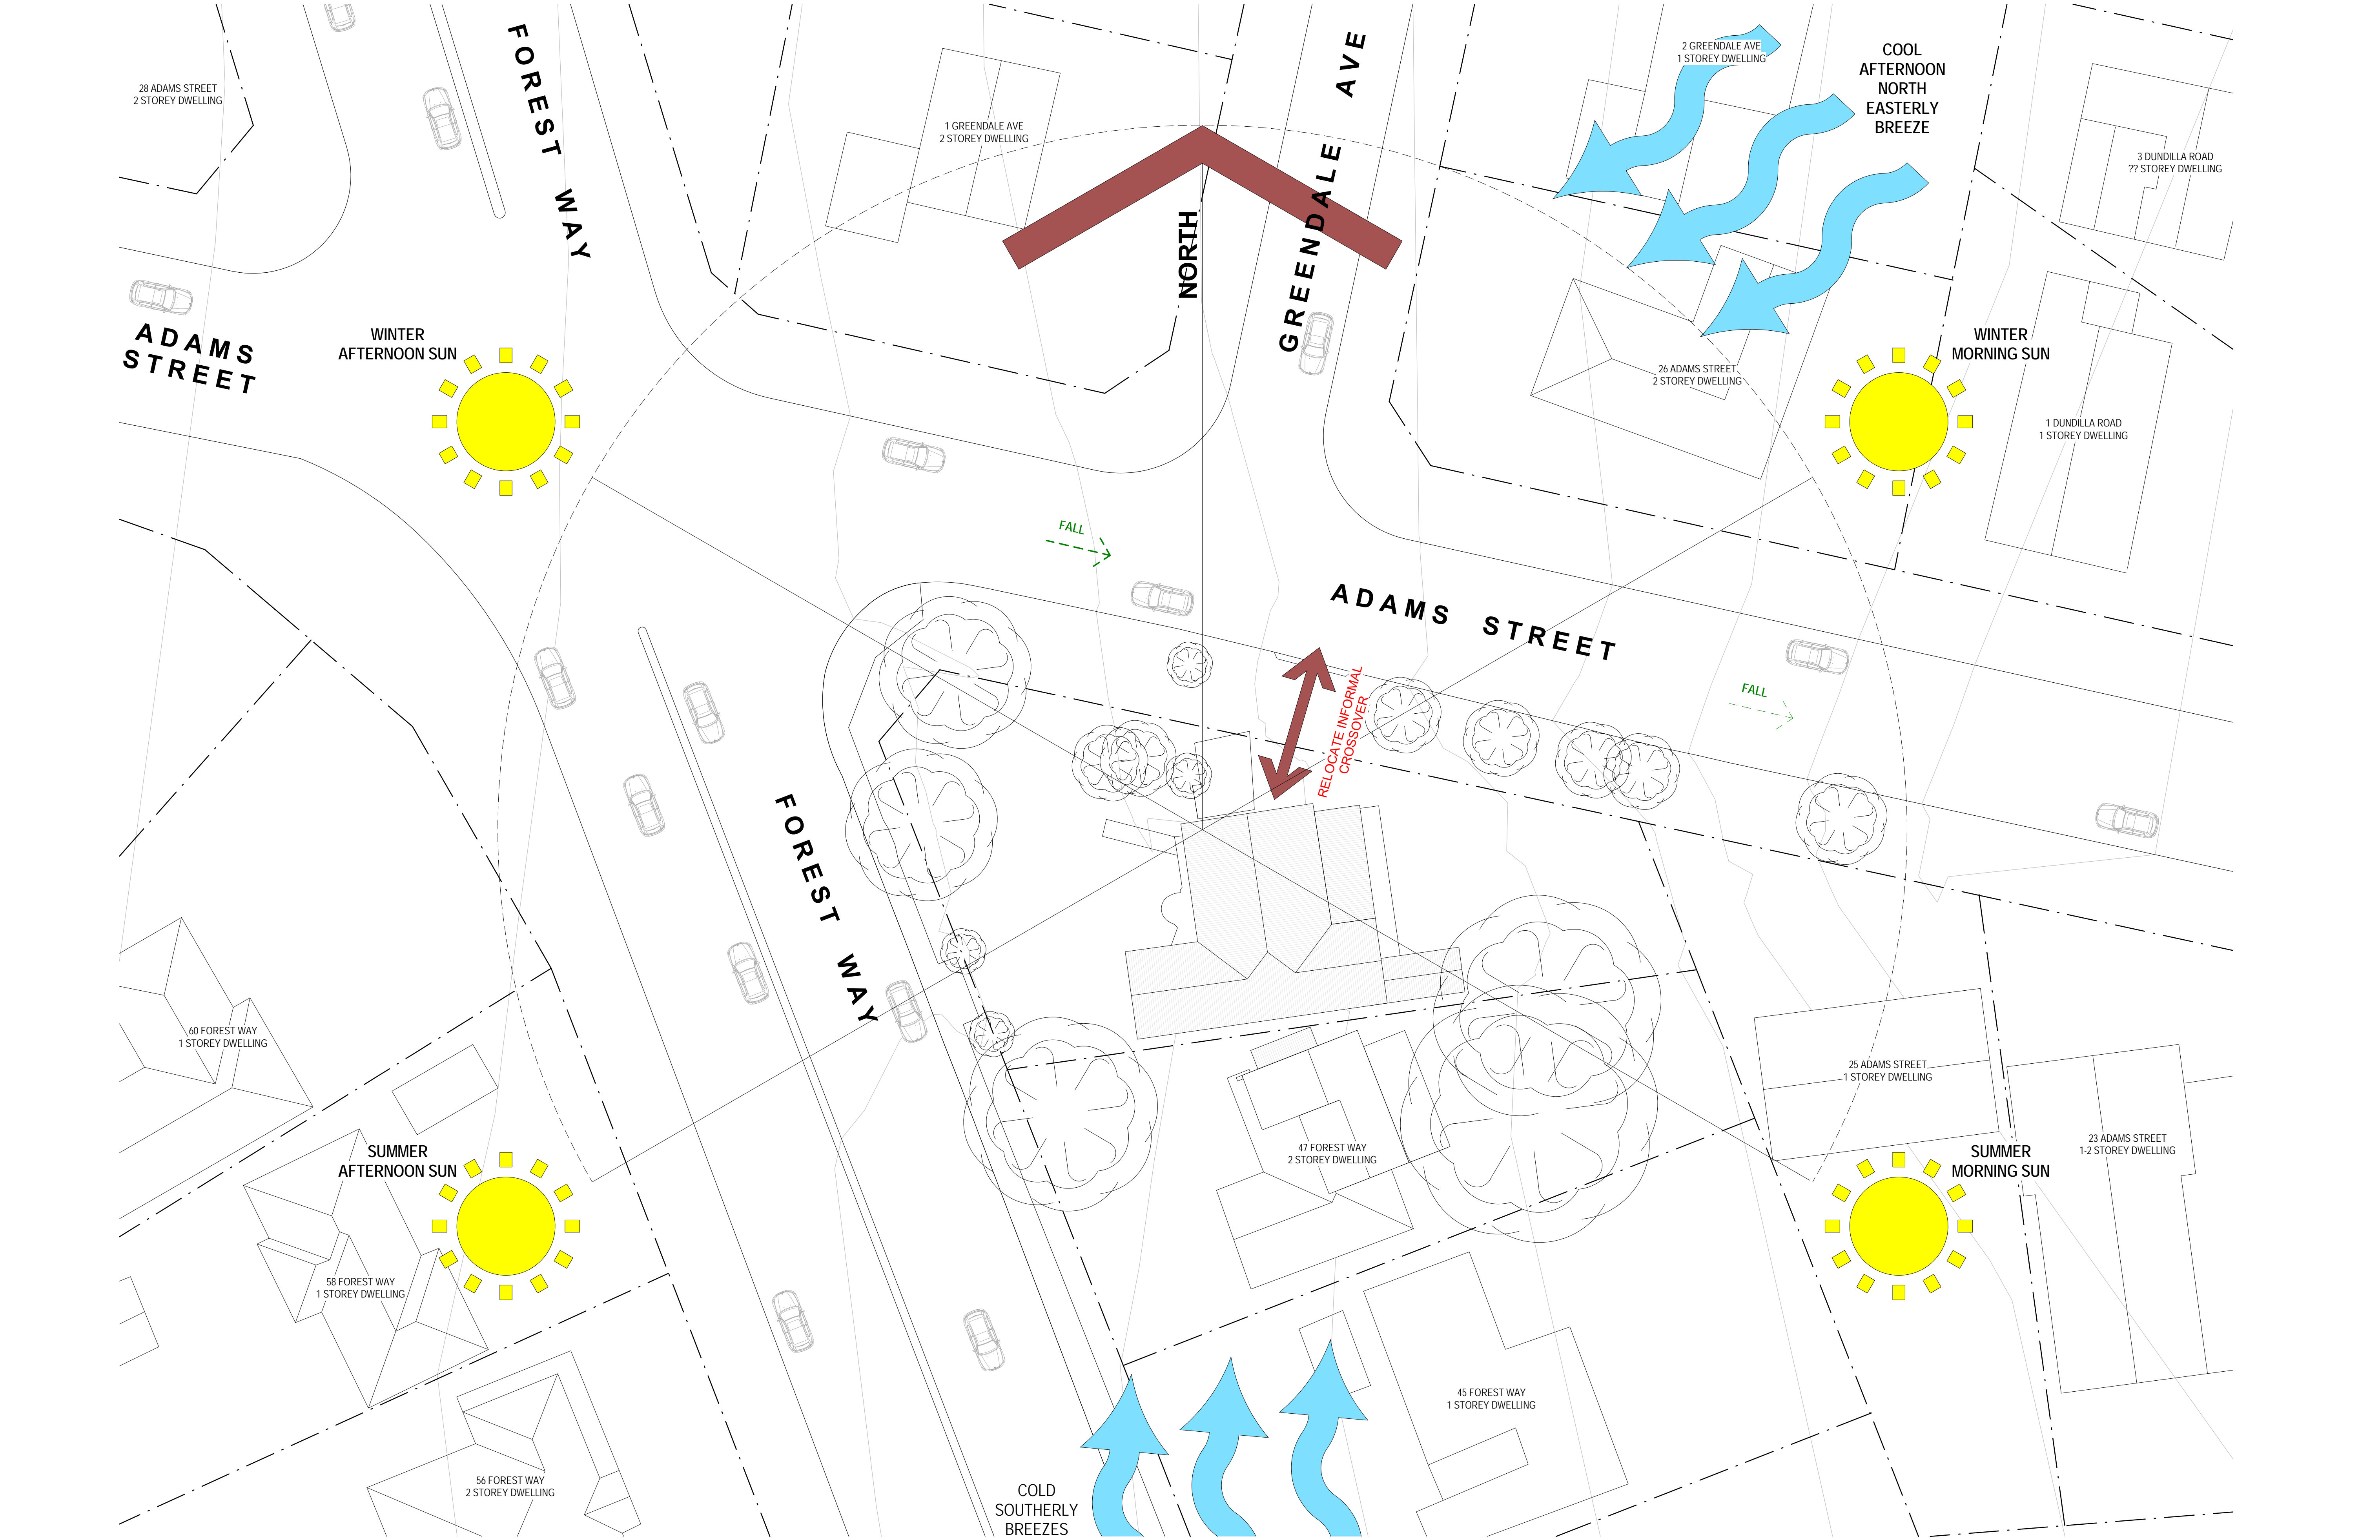 FOREST WAY
GREENDALE AVE
2 GREENDALE AVE
1 STOREY DWELLING
COOL
AFTERNOON
NORTH
EASTERLY
BREEZE
28 ADAMS STREET
2 STOREY DWELLING
1 GREENDALE AVE
2 STOREY DWELLING
3 DUNDILLA ROAD
?? STOREY DWELLING
NORTH
ADAMS
STREET
WINTER
AFTERNOON SUN
WINTER
MORNING SUN
26 ADAMS STREET
2 STOREY DWELLING
1 DUNDILLA ROAD
1 STOREY DWELLING
FALL
ADAMS STREET
RELOCATE INFORMAL
CROSSOVER
FALL
FOREST WAY
60 FOREST WAY
1 STOREY DWELLING
25 ADAMS STREET
1 STOREY DWELLING
47 FOREST WAY
2 STOREY DWELLING
23 ADAMS STREET
1-2 STOREY DWELLING
SUMMER
AFTERNOON SUN
SUMMER
MORNING SUN
58 FOREST WAY
1 STOREY DWELLING
45 FOREST WAY
1 STOREY DWELLING
56 FOREST WAY
2 STOREY DWELLING
COLD
SOUTHERLY
BREEZES